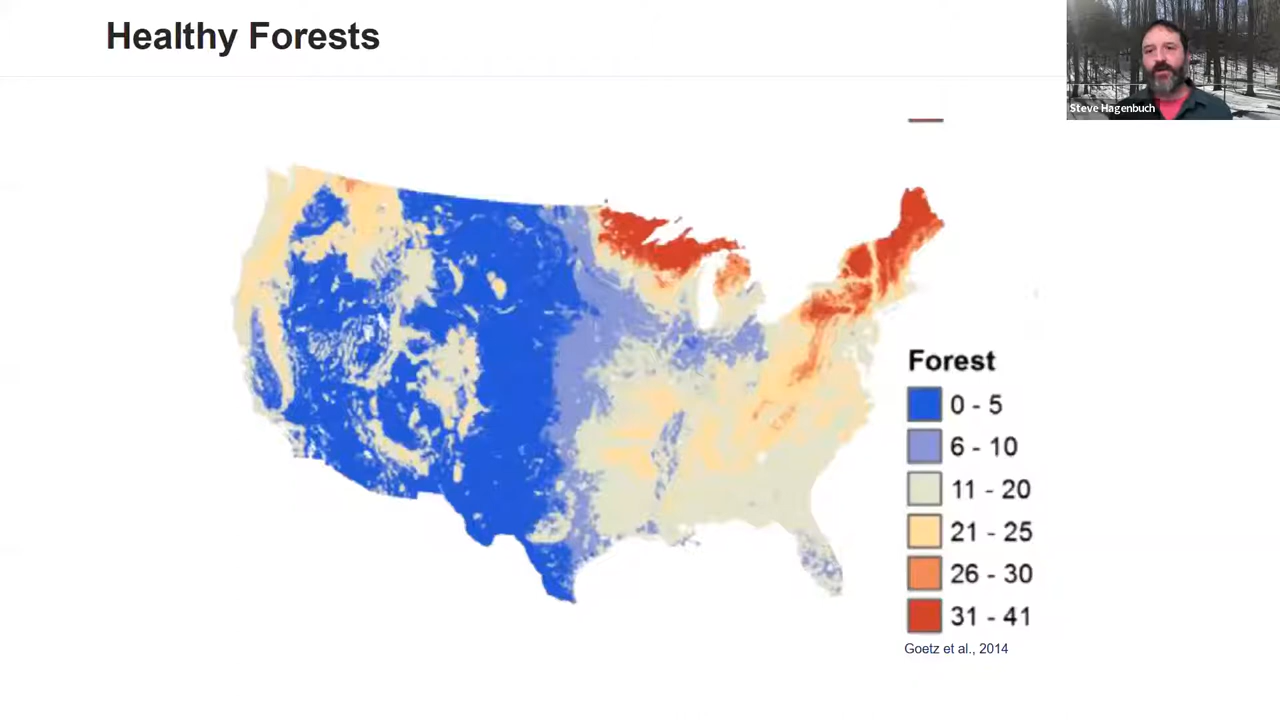 Healthy Forests
Steve Hagenbuch
Forest
0 - 5
6 - 10
11 - 20
21 - 25
26 - 30
31 - 41
Goetz et al., 2014